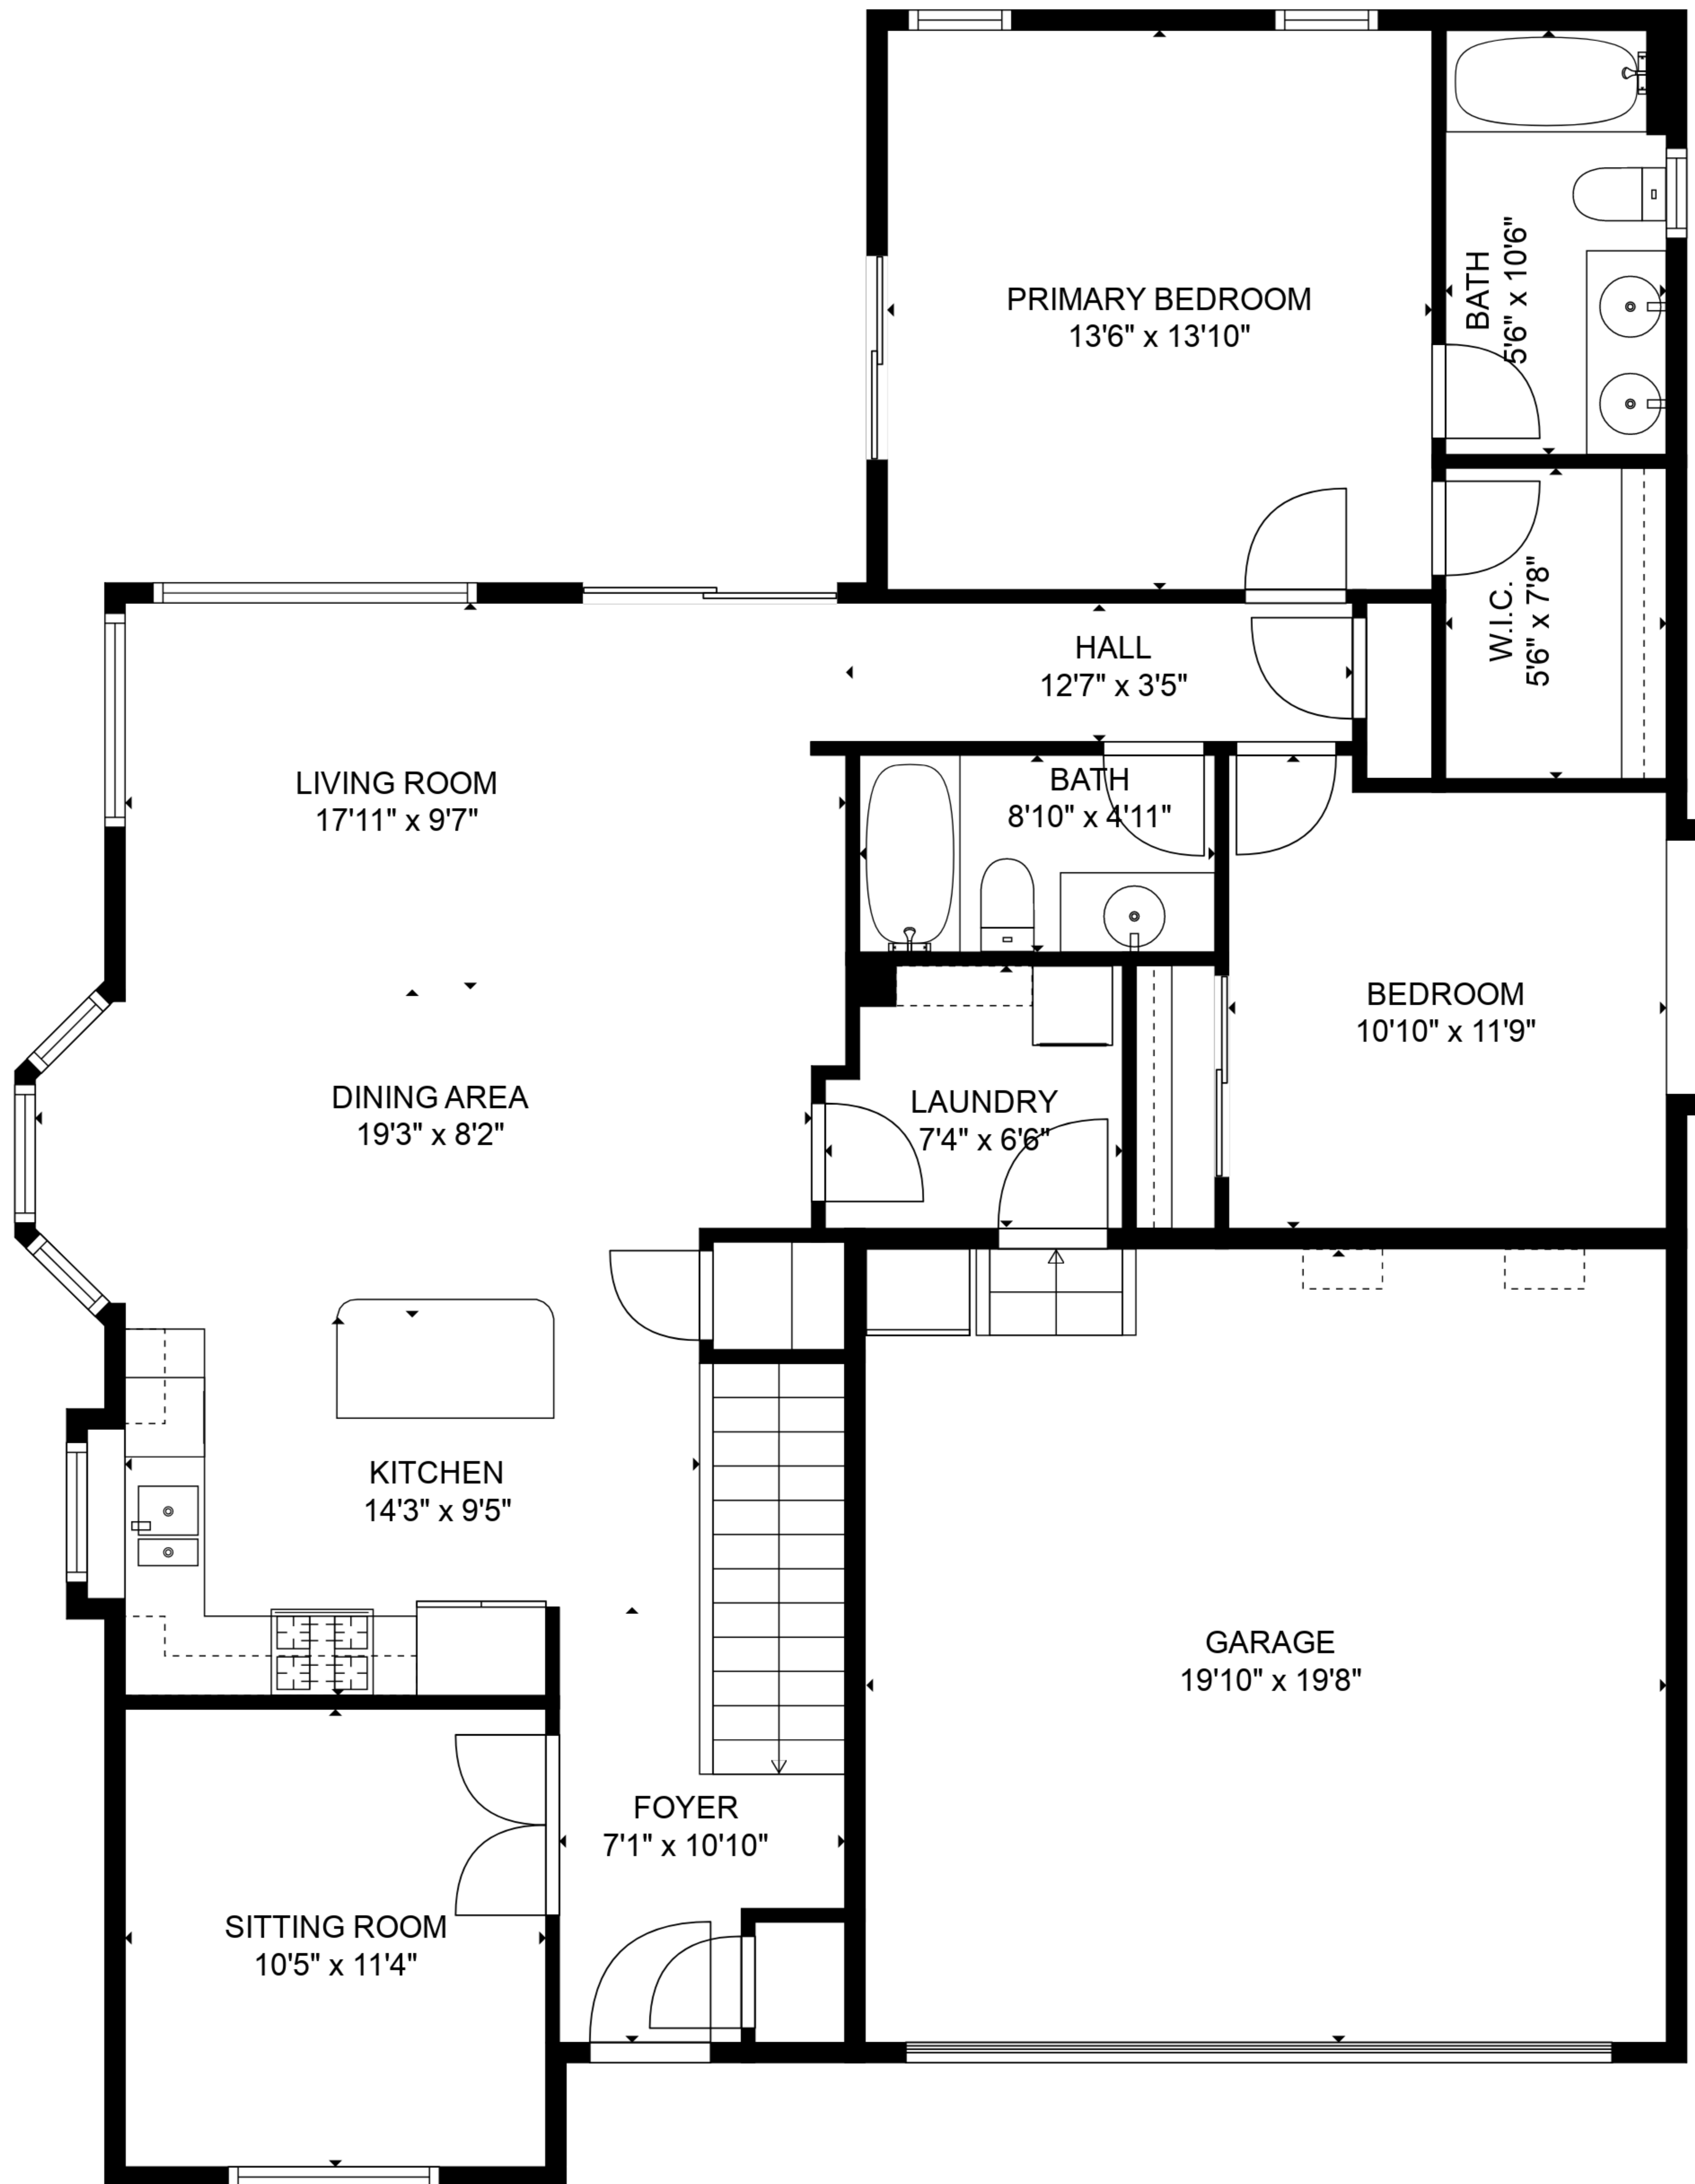 PRIMARY BEDROOM
13'6" x 13'10"
BATH
5'6" x 10'6"
W.I.C.
5'6" x 7'8"
HALL
12'7" x 3'5"
LIVING ROOM
17'11" x 9'7"
BATH
8'10" x 4'11"
BEDROOM
10'10" x 11'9"
DINING AREA
19'3" x 8'2"
LAUNDRY
7'4" x 6'6"
KITCHEN
14'3" x 9'5"
GARAGE
19'10" x 19'8"
FOYER
7'1" x 10'10"
SITTING ROOM
10'5" x 11'4"